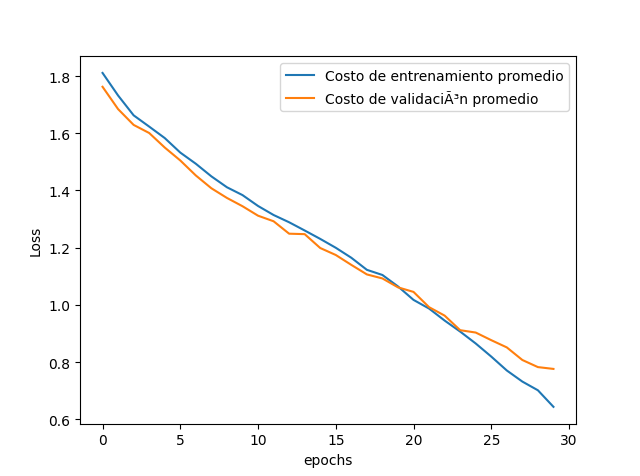 Costo de entrenamiento promedio
Costo de validaciÃ³n promedio
1.8
1.6
1.4
1.2
1.0
0.8
0.6
Loss
0 5 10 15 20 25 30
epochs